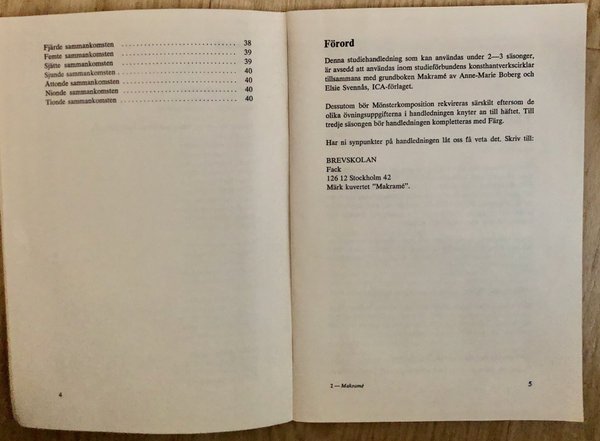 Fjärde sammankomsten .......................... 38
Femte sammankomsten .......................... 39
Sjätte sammankomsten .......................... 39
Sjunde sammankomsten .......................... 40
Åttonde sammankomsten .......................... 40
Nionde sammankomsten .......................... 40
Tionde sammankomsten .......................... 40
4
Förord
Denna studiehandledning som kan användas under 2—3 säsonger,
är avsedd att användas inom studieförbundens konsthantverkscirklar
tillsammans med grundboken Makramé av Anne-Marie Boberg och
Elsie Svennås, ICA-förlaget.
Dessutom bör Mönsterkomposition rekvireras särskilt eftersom de
olika övningsuppgifterna i handledningen knyter an till häftet. Till
tredje säsongen bör handledningen kompletteras med Färg.
Har ni synpunkter på handledningen låt oss få veta det. Skriv till:
BREVSKOLAN
Fack
126 12 Stockholm 42
Märk kuvertet "Makramé".
2 — Makramé
5